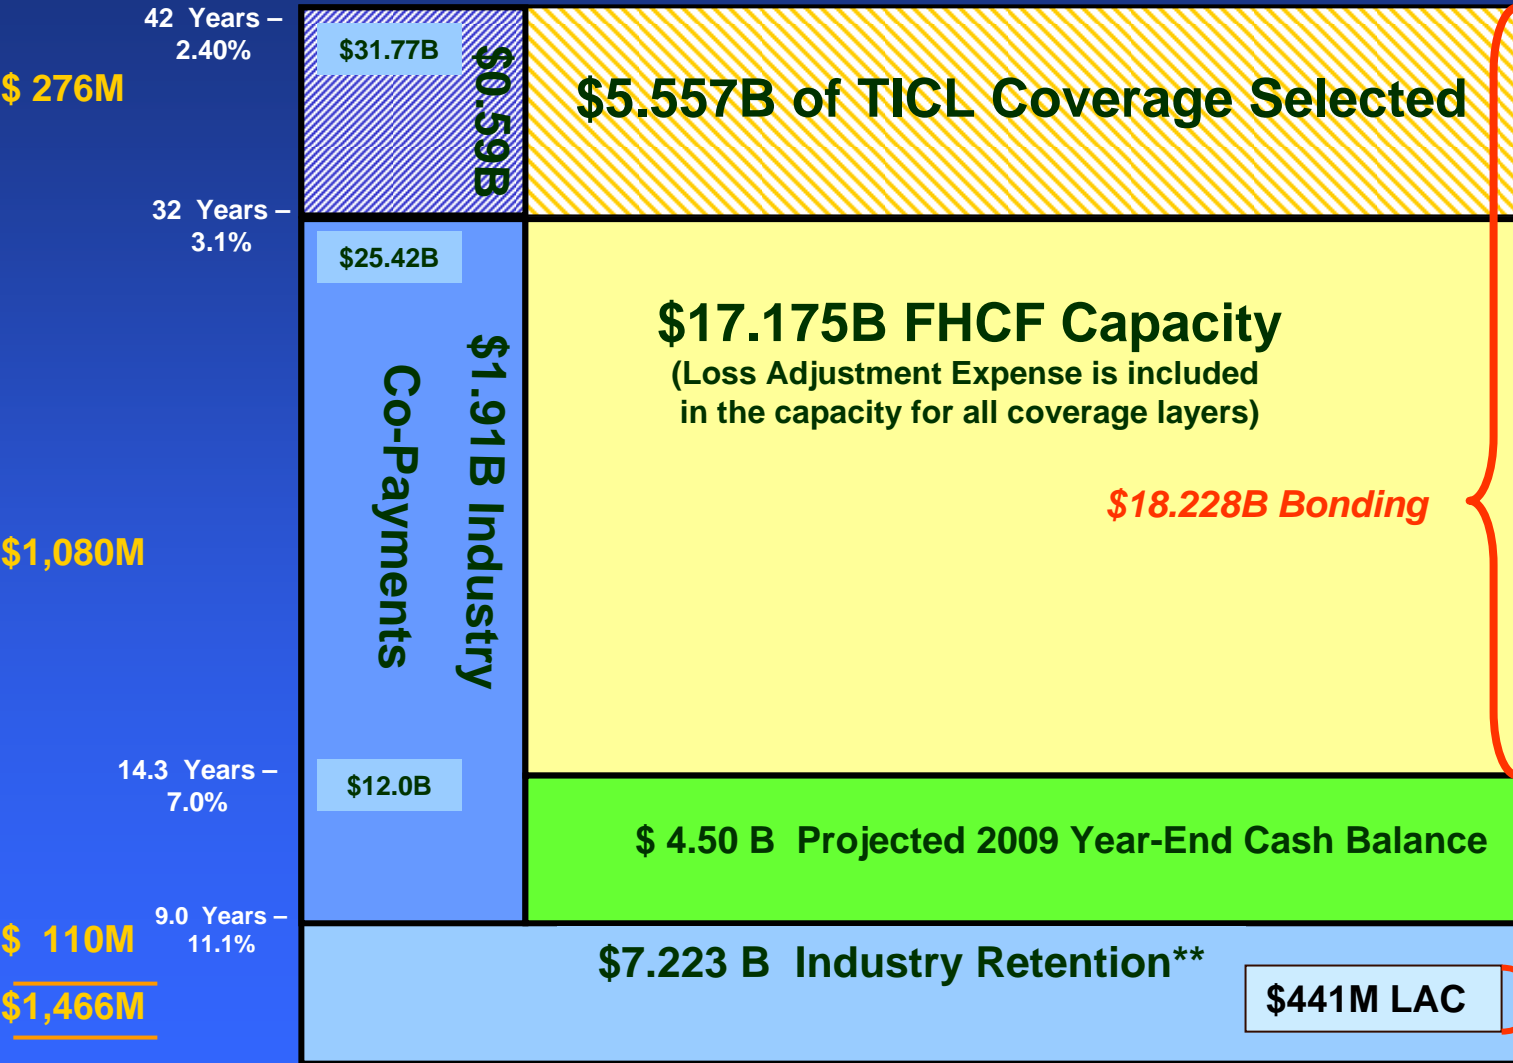 42 Years –
2.40%
$ 276M
$31.77B
$0.59B
$5.557B of TICL Coverage Selected
32 Years –
3.1%
$25.42B
$17.175B FHCF Capacity
(Loss Adjustment Expense is included
in the capacity for all coverage layers)
$1.91B Industry
Co-Payments
$18.228B Bonding
$1,080M
14.3 Years –
7.0%
$12.0B
$ 4.50 B Projected 2009 Year-End Cash Balance
9.0 Years –
11.1%
$ 110M
$7.223 B Industry Retention**
$441M LAC
$1,466M